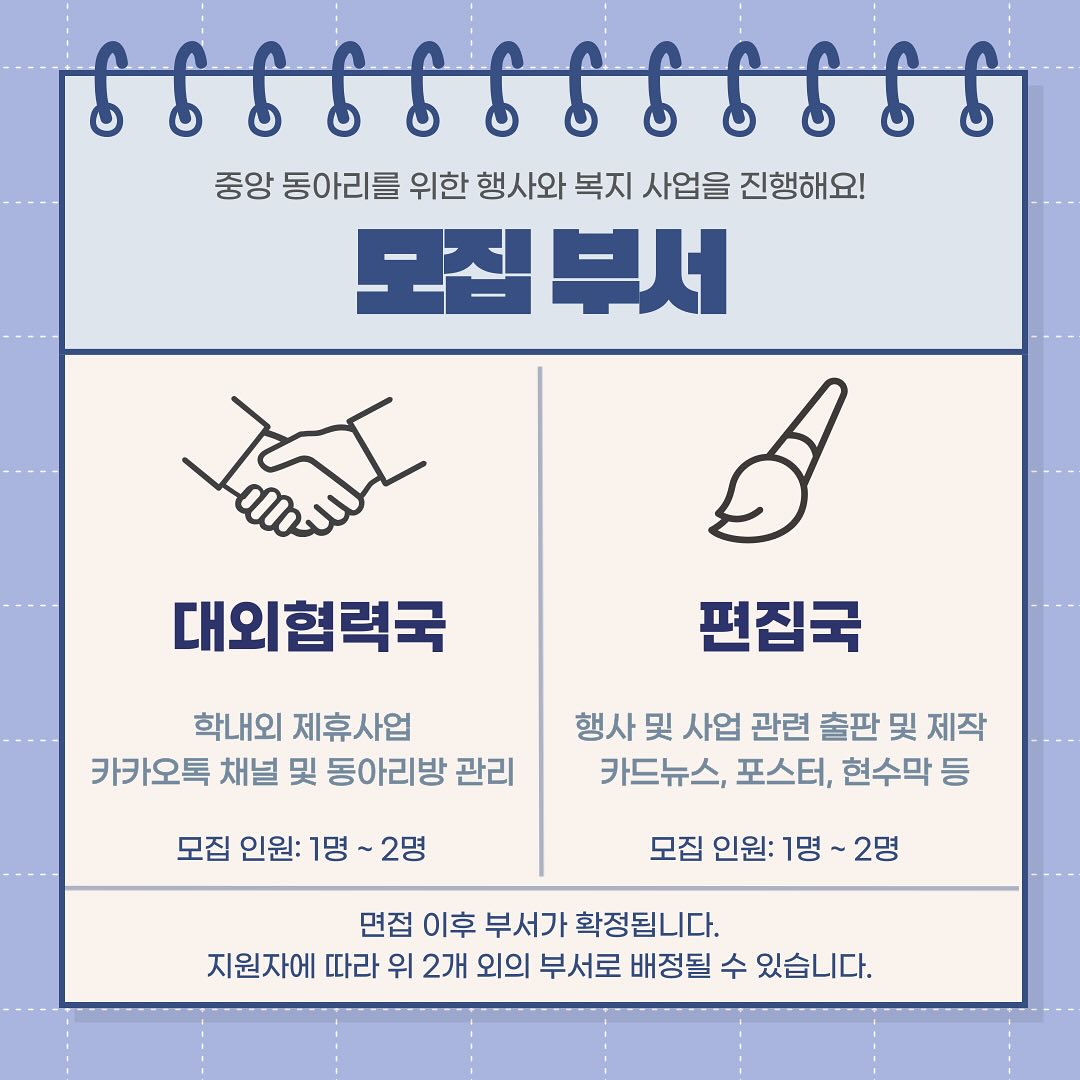 중앙 동아리를 위한 행사와 복지 사업을 진행해요!
모집 부서
대외협력국
학내외 제휴사업
카카오톡 채널 및 동아리방 관리
모집 인원: 1명 ~ 2명
편집국
행사 및 사업 관련 출판 및 제작
카드뉴스, 포스터, 현수막 등
모집 인원: 1명 ~ 2명
면접 이후 부서가 확정됩니다.
지원자에 따라 위 2개 외의 부서로 배정될 수 있습니다.